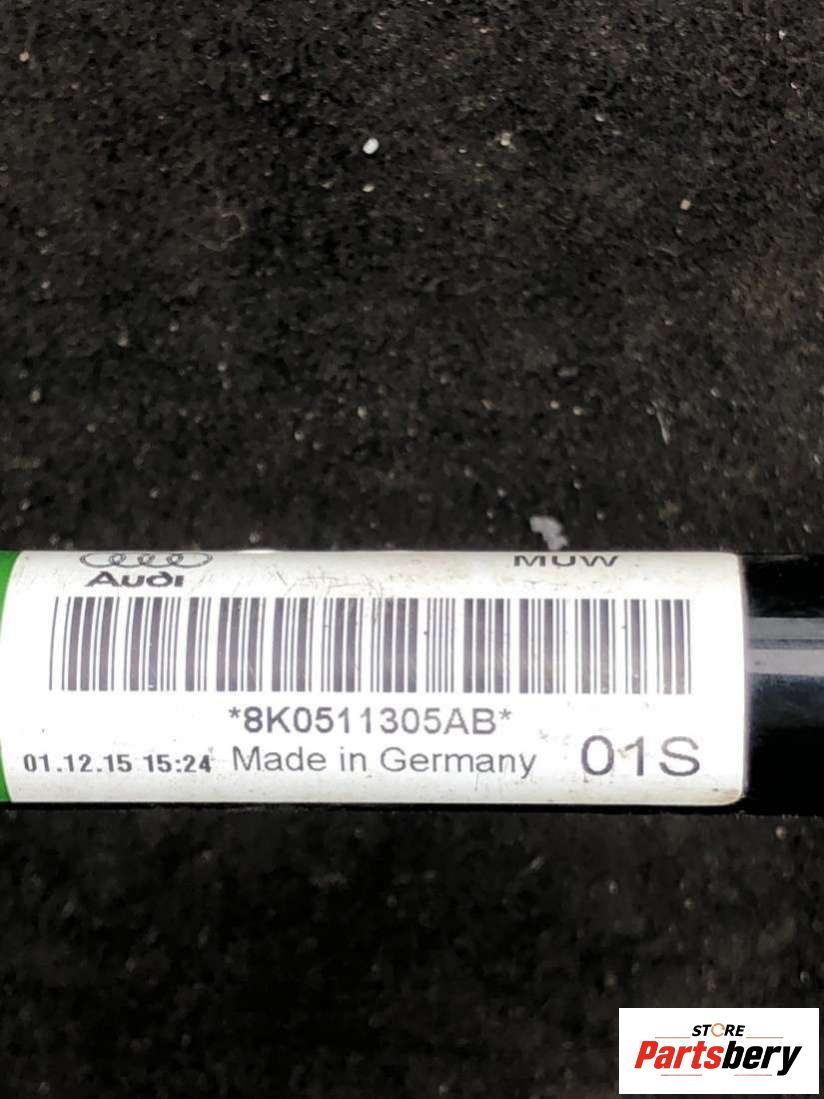 Audi
MUW
*8K0511305AB*
01.12.15 15:24 Made in Germany 01S
STORE
Partsbery